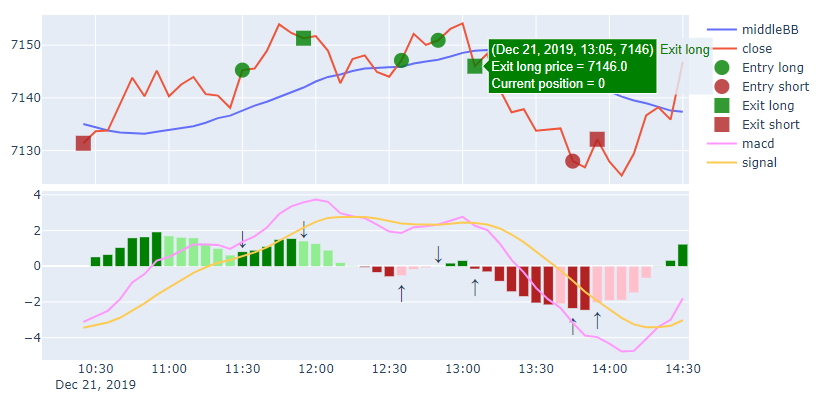 7150
7140
7130
(Dec 21, 2019, 13:05, 7146) Exit long
Exit long price = 7146.0
Current position = 0
middleBB
close
Entry long
Entry short
Exit long
Exit short
macd
signal
4
2
0
−2
−4
10:30 11:00 11:30 12:00 12:30 13:00 13:30 14:00 14:30
Dec 21, 2019